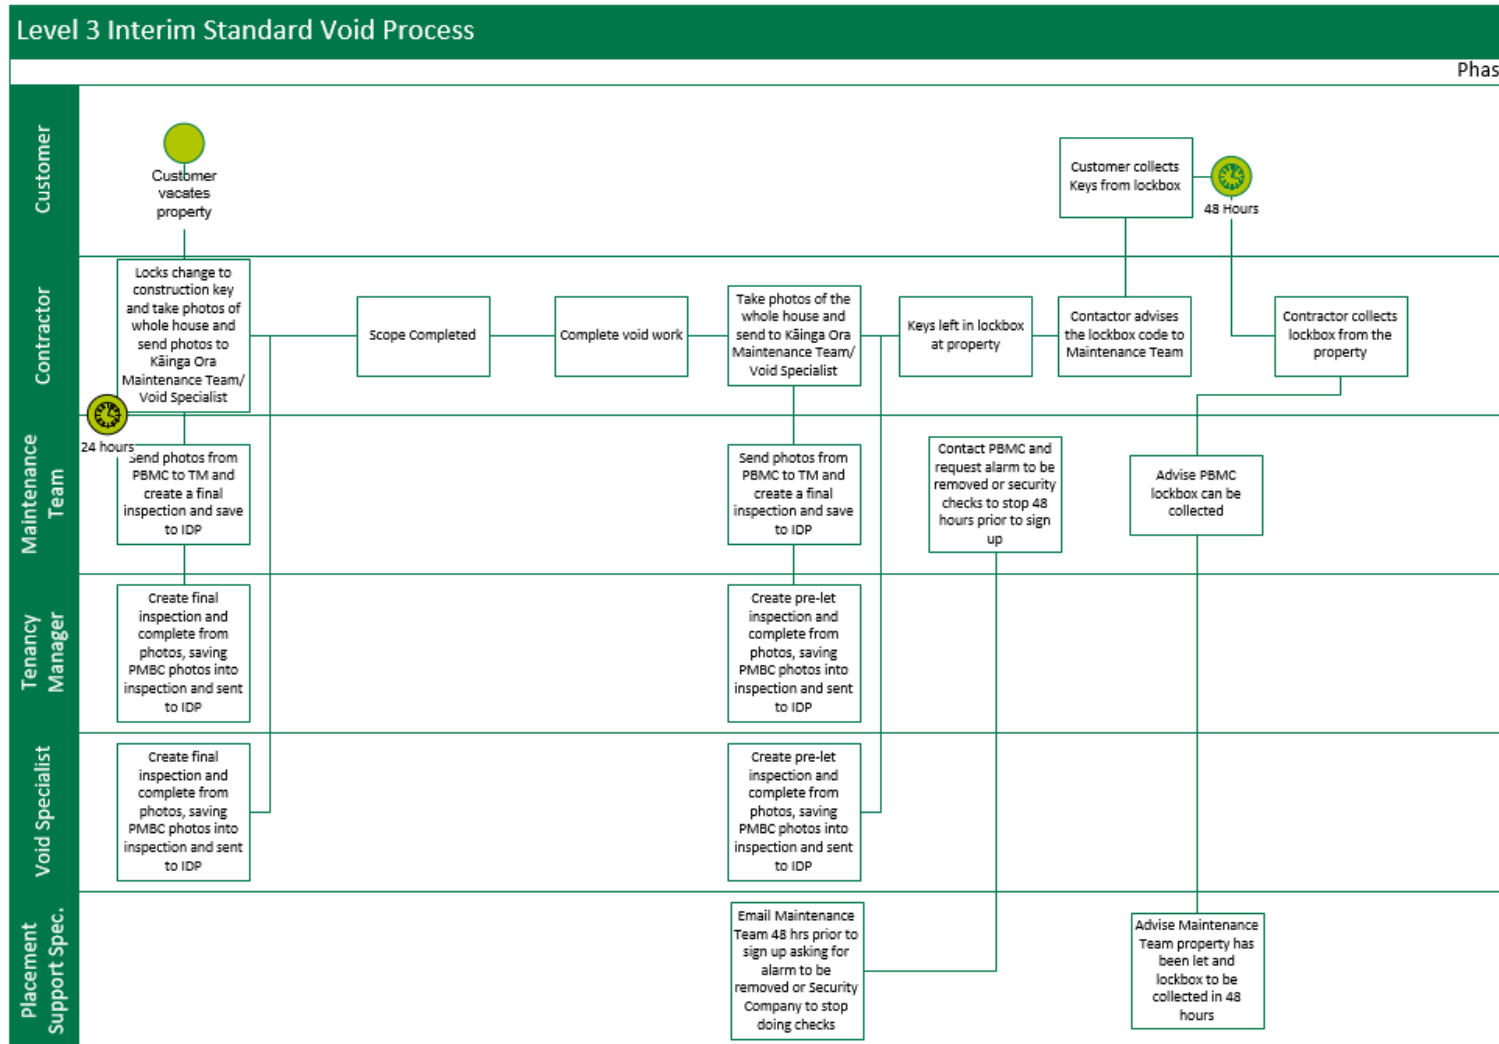 Level 3 Interim Standard Void Process
Phas
Customer
Customer
vacates
property
Customer collects
Keys from lockbox
48 Hours
Contractor
Locks change to
construction key
and take photos of
whole house and
send photos to
Kāinga Ora
Maintenance Team/
Void Specialist
24 hours
Scope Completed
Complete void work
Take photos of the
whole house and
send to Kāinga Ora
Maintenance Team/
Void Specialist
Keys left in lockbox
at property
Contactor advises
the lockbox code to
Maintenance Team
Contractor collects
lockbox from the
property
Maintenance
Team
Send photos from
PBMC to TM and
create a final
inspection and save
to IDP
Send photos from
PBMC to TM and
create a final
inspection and save
to IDP
Contact PBMC and
request alarm to be
removed or security
checks to stop 48
hours prior to sign
up
Advise PBMC
lockbox can be
collected
Tenancy
Manager
Create final
inspection and
complete from
photos, saving
PMBC photos into
inspection and sent
to IDP
Create pre-let
inspection and
complete from
photos, saving
PMBC photos into
inspection and sent
to IDP
Void Specialist
Create final
inspection and
complete from
photos, saving
PMBC photos into
inspection and sent
to IDP
Create pre-let
inspection and
complete from
photos, saving
PMBC photos into
inspection and sent
to IDP
Placement
Support Spec.
Email Maintenance
Team 48 hrs prior to
sign up asking for
alarm to be
removed or Security
Company to stop
doing checks
Advise Maintenance
Team property has
been let and
lockbox to be
collected in 48
hours